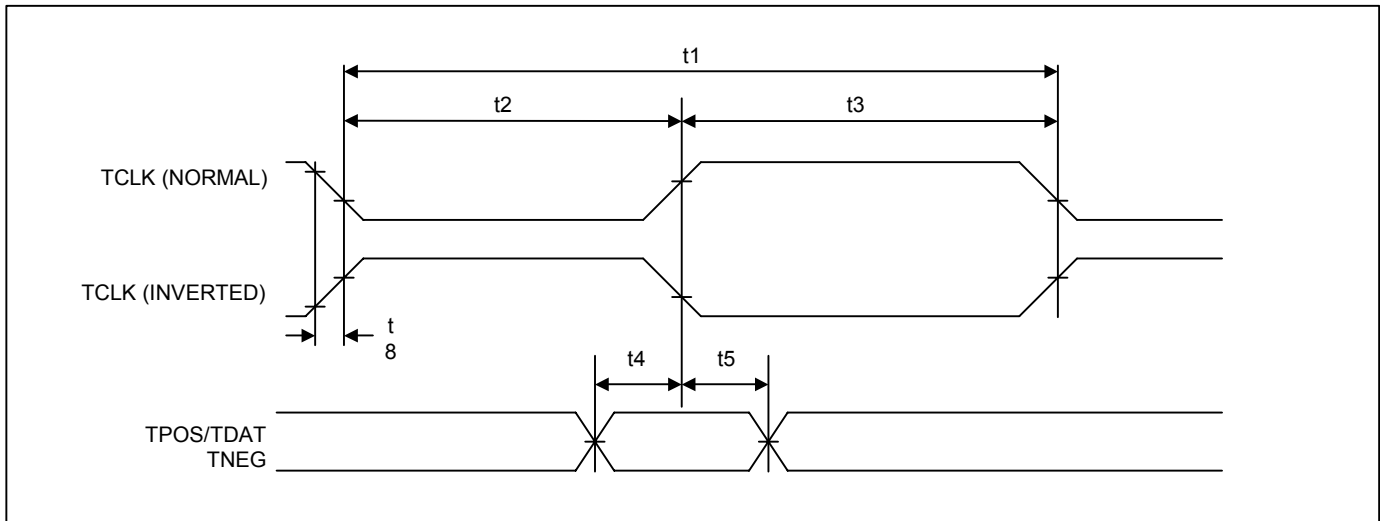 t1
t2
t3
TCLK (NORMAL)
TCLK (INVERTED)
t
8
t4
t5
TPOS/TDAT
TNEG